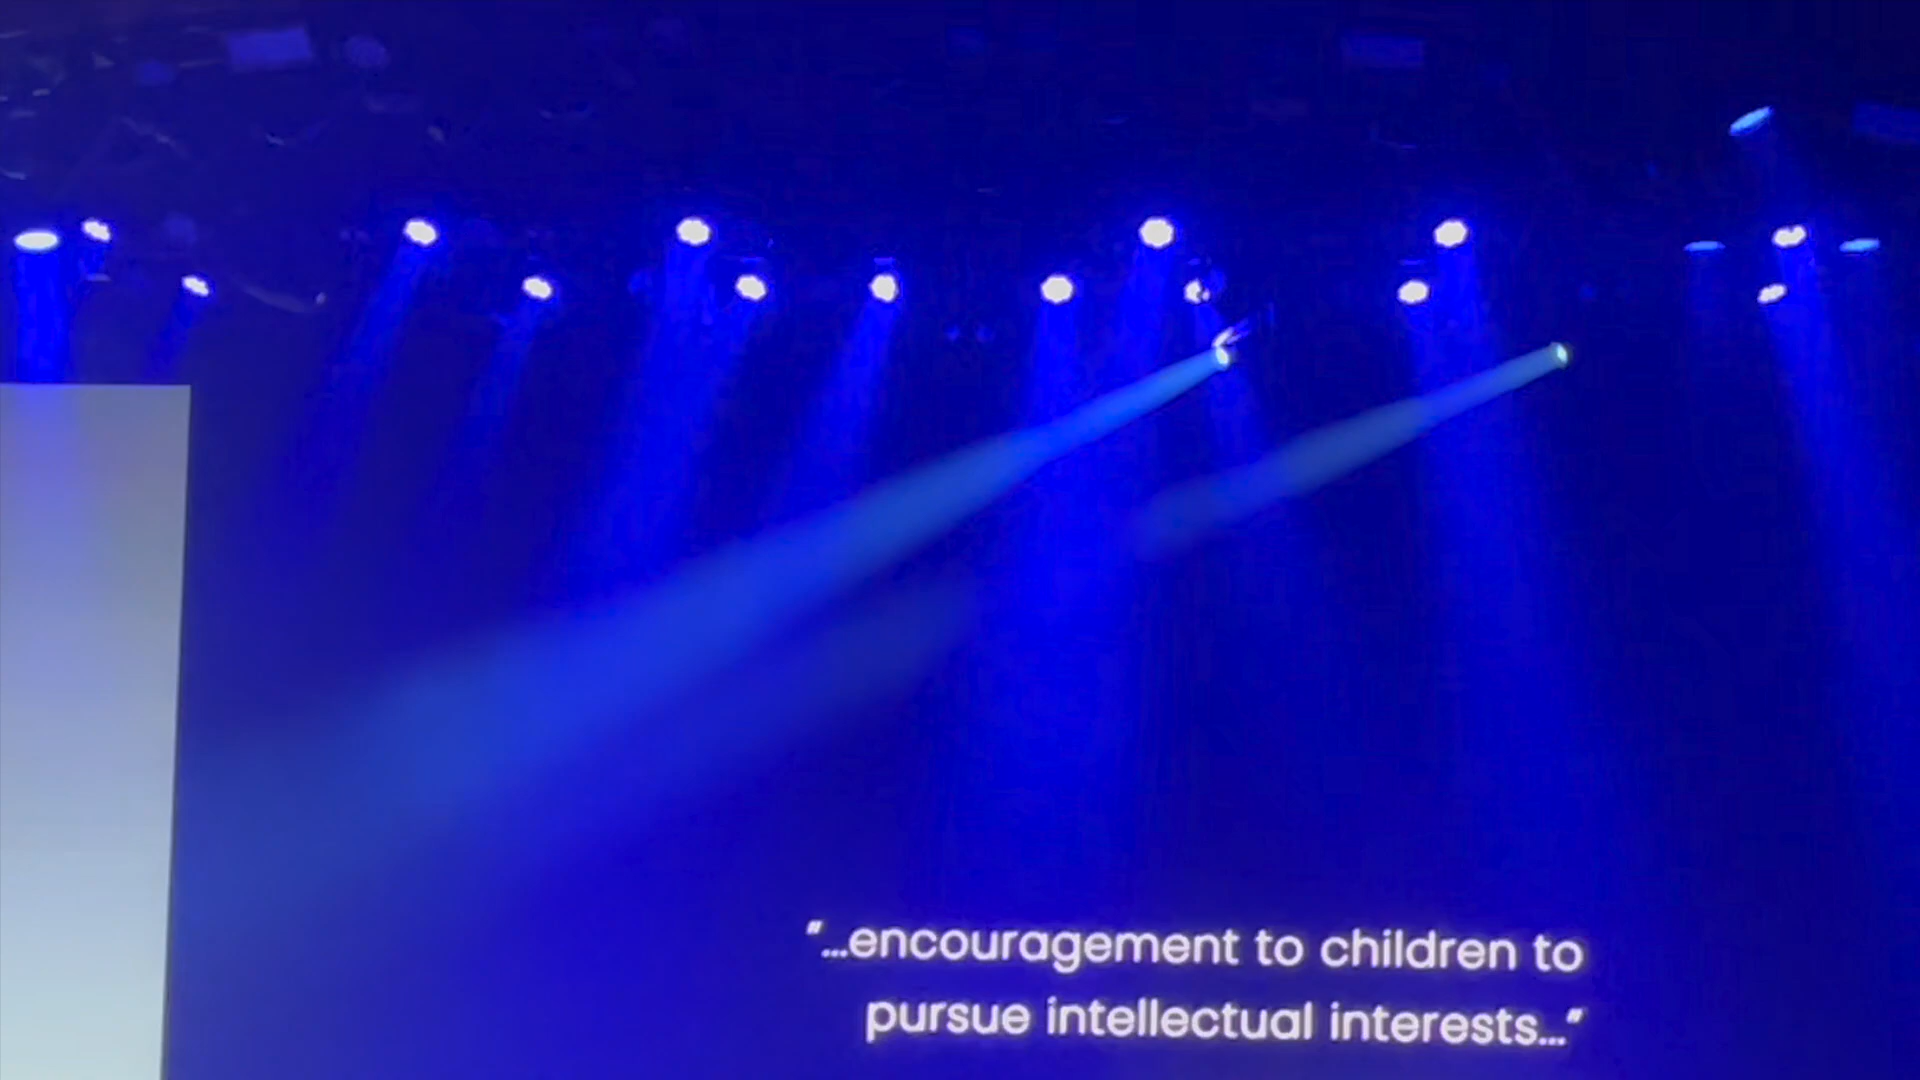 "...encouragement to children to
pursue intellectual interests..."